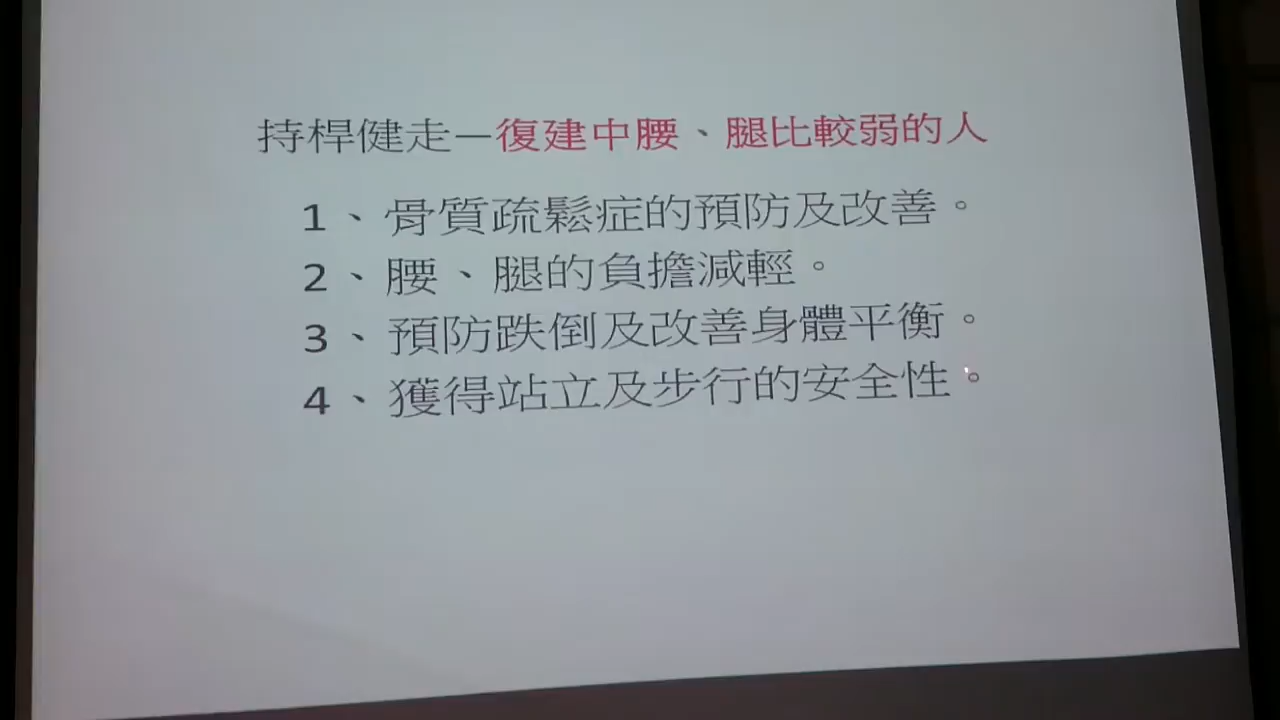 持桿健走—復建中腰、腿比較弱的人
1、骨質疏鬆症的預防及改善。
2、腰、腿的負擔減輕。
3、預防跌倒及改善身體平衡。
4、獲得站立及步行的安全性。